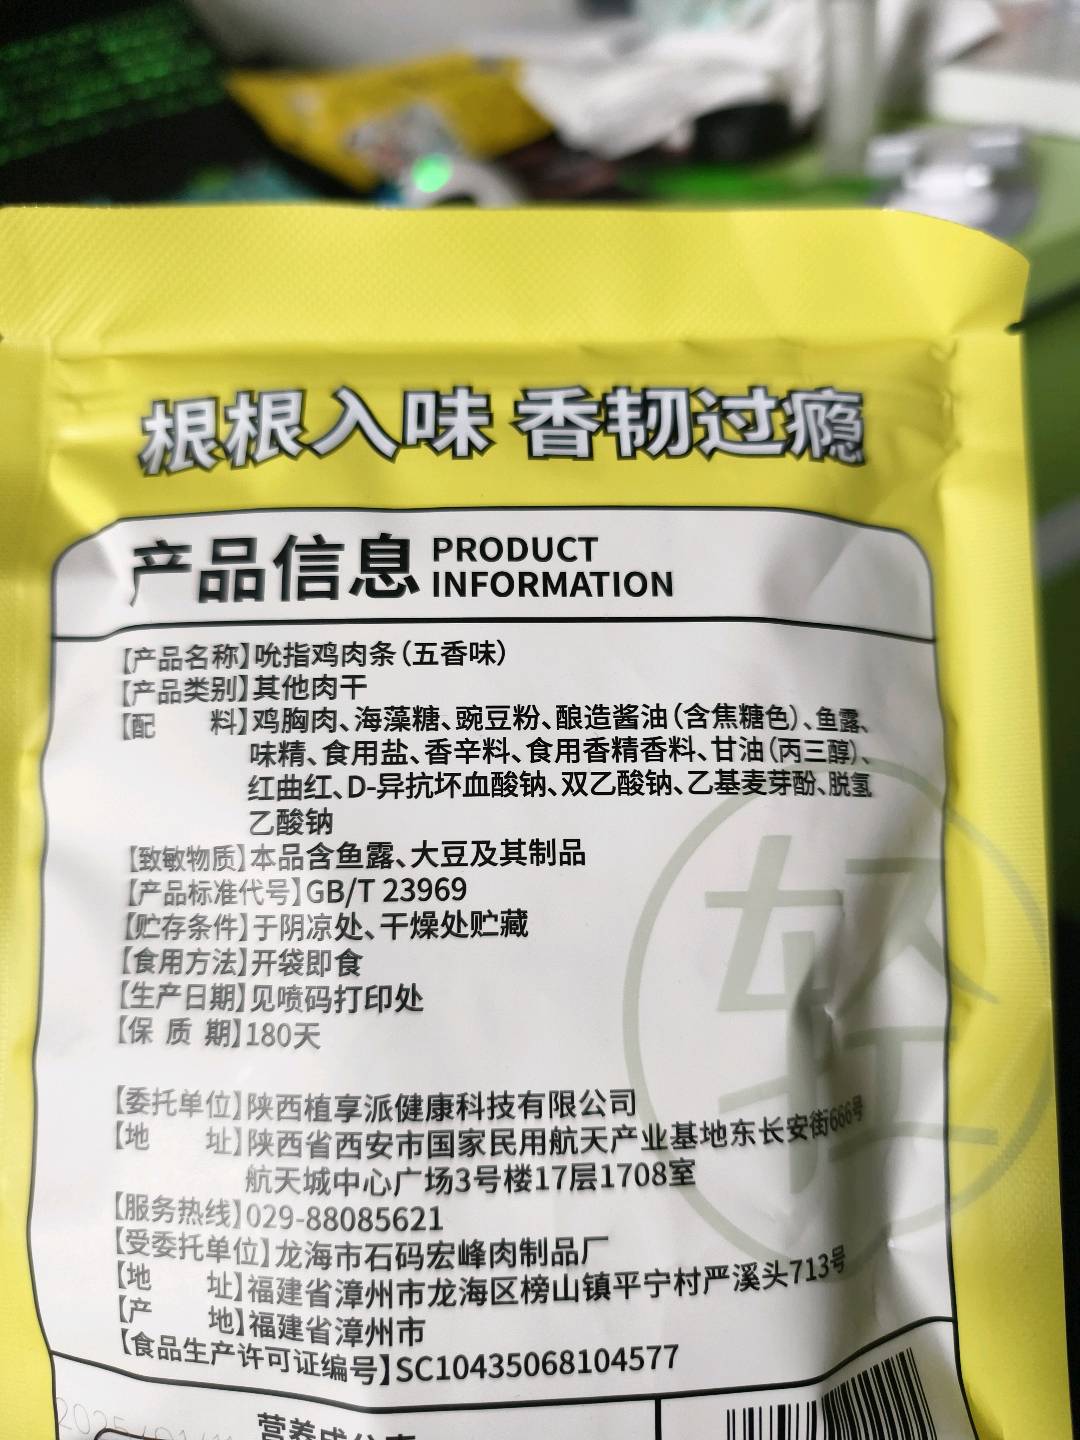 根根入味 香韧过瘾
产品信息 PRODUCT
INFORMATION
【产品名称】吮指鸡肉条（五香味）
【产品类别】其他肉干
【配 料】鸡胸肉、海藻糖、豌豆粉、酿造酱油（含焦糖色）、鱼露、
味精、食用盐、香辛料、食用香精香料、甘油（丙三醇）、
红曲红、D-异抗坏血酸钠、双乙酸钠、乙基麦芽酚、脱氢
乙酸钠
【致敏物质】本品含鱼露、大豆及其制品
【产品标准代号】GB/T 23969
【贮存条件】于阴凉处、干燥处贮藏
【食用方法】开袋即食
【生产日期】见喷码打印处
【保 质 期】180天
【委托单位】陕西植享派健康科技有限公司
【地 址】陕西省西安市国家民用航天产业基地东长安街666号
航天城中心广场3号楼17层1708室
【服务热线】029-88085621
【受委托单位】龙海市石码宏峰肉制品厂
【地 址】福建省漳州市龙海区榜山镇平宁村严溪头713号
【产 地】福建省漳州市
【食品生产许可证编号】SC10435068104577
营养成分表
轻